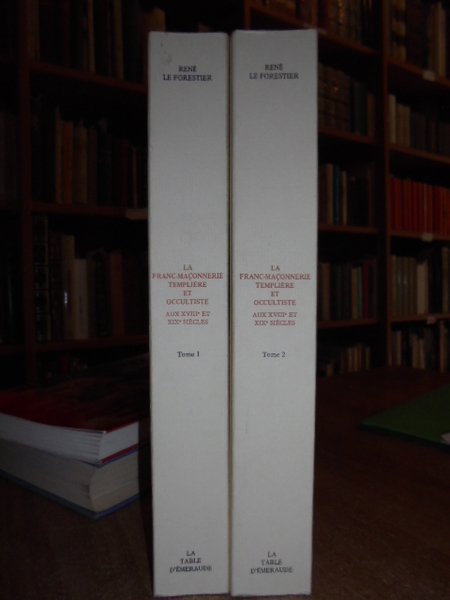 RENÉ
LE FORESTIER
LA
FRANC-MAÇONNERIE
TEMPLIÈRE
ET
OCCULTISTE
AUX XVIIIe ET
XIXe SIÈCLES
Tome 1
LA
TABLE
D'ÉMERAUDE
RENÉ
LE FORESTIER
LA
FRANC-MAÇONNERIE
TEMPLIÈRE
ET
OCCULTISTE
AUX XVIIIe ET
XIXe SIÈCLES
Tome 2
LA
TABLE
D'ÉMERAUDE